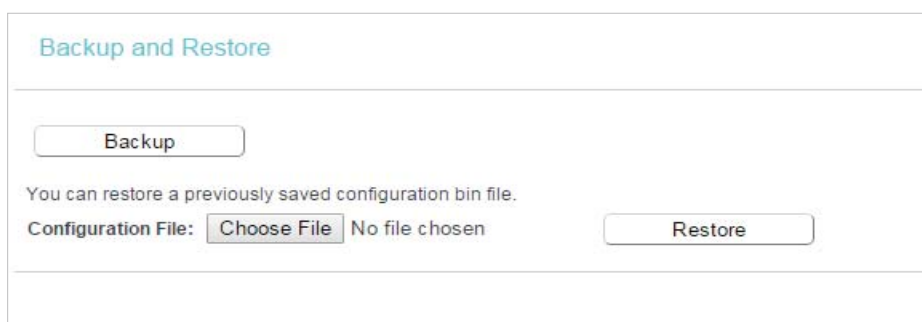 Backup and Restore
Backup
You can restore a previously saved configuration bin file.
Configuration File: Choose File No file chosen Restore